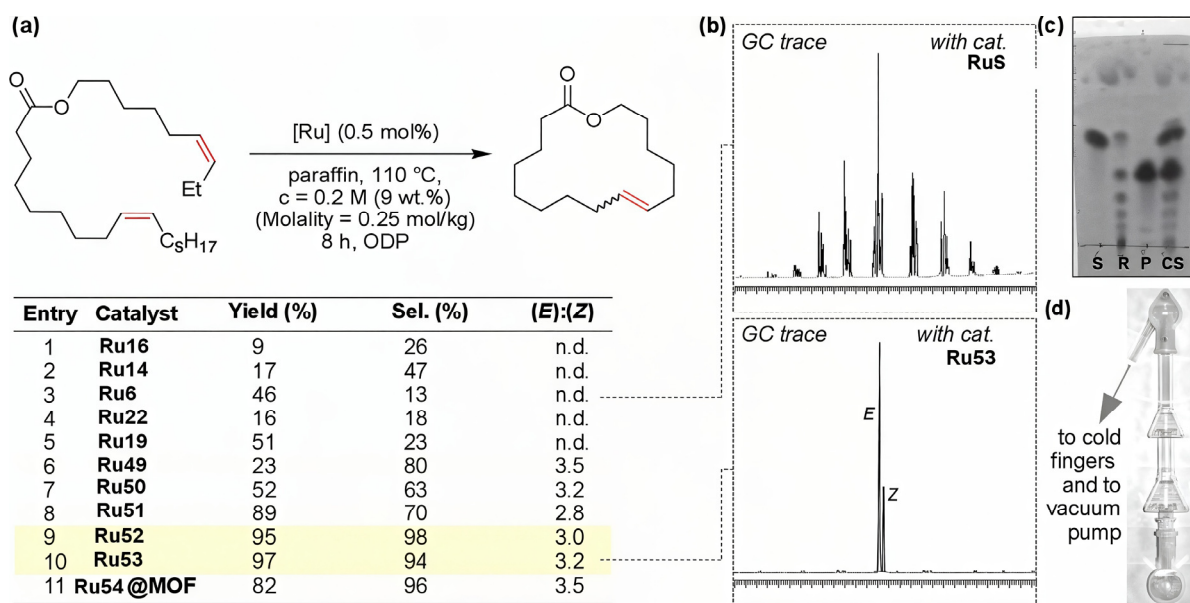 (a)
O
O
Et
C₈H₁₇
[Ru] (0.5 mol%)
paraffin, 110 °C,
c = 0.2 M (9 wt.%)
(Molality = 0.25 mol/kg)
8 h, ODP
O
O
Entry Catalyst Yield (%) Sel. (%) (E):(Z)
1 Ru16 9 26 n.d.
2 Ru14 17 47 n.d.
3 Ru6 46 13 n.d.
4 Ru22 16 18 n.d.
5 Ru19 51 23 n.d.
6 Ru49 23 80 3.5
7 Ru50 52 63 3.2
8 Ru51 89 70 2.8
9 Ru52 95 98 3.0
10 Ru53 97 94 3.2
11 Ru54@MOF 82 96 3.5
(b)
GC trace with cat.
RuS
GC trace with cat.
Ru53
E
Z
(c)
S R P CS
(d)
to cold
fingers
and to
vacuum
pump